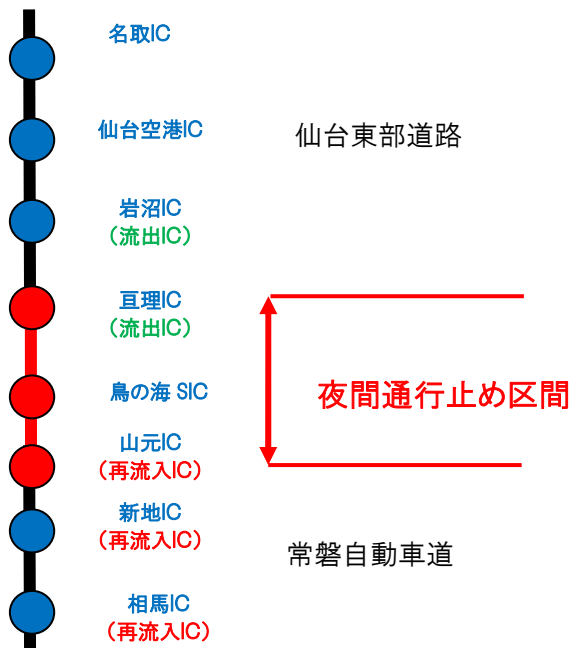 名取IC
仙台空港IC
仙台東部道路
岩沼IC
（流出IC）
亘理IC
（流出IC）
鳥の海 SIC
夜間通行止め区間
山元IC
（再流入IC）
新地IC
（再流入IC）
常磐自動車道
相馬IC
（再流入IC）